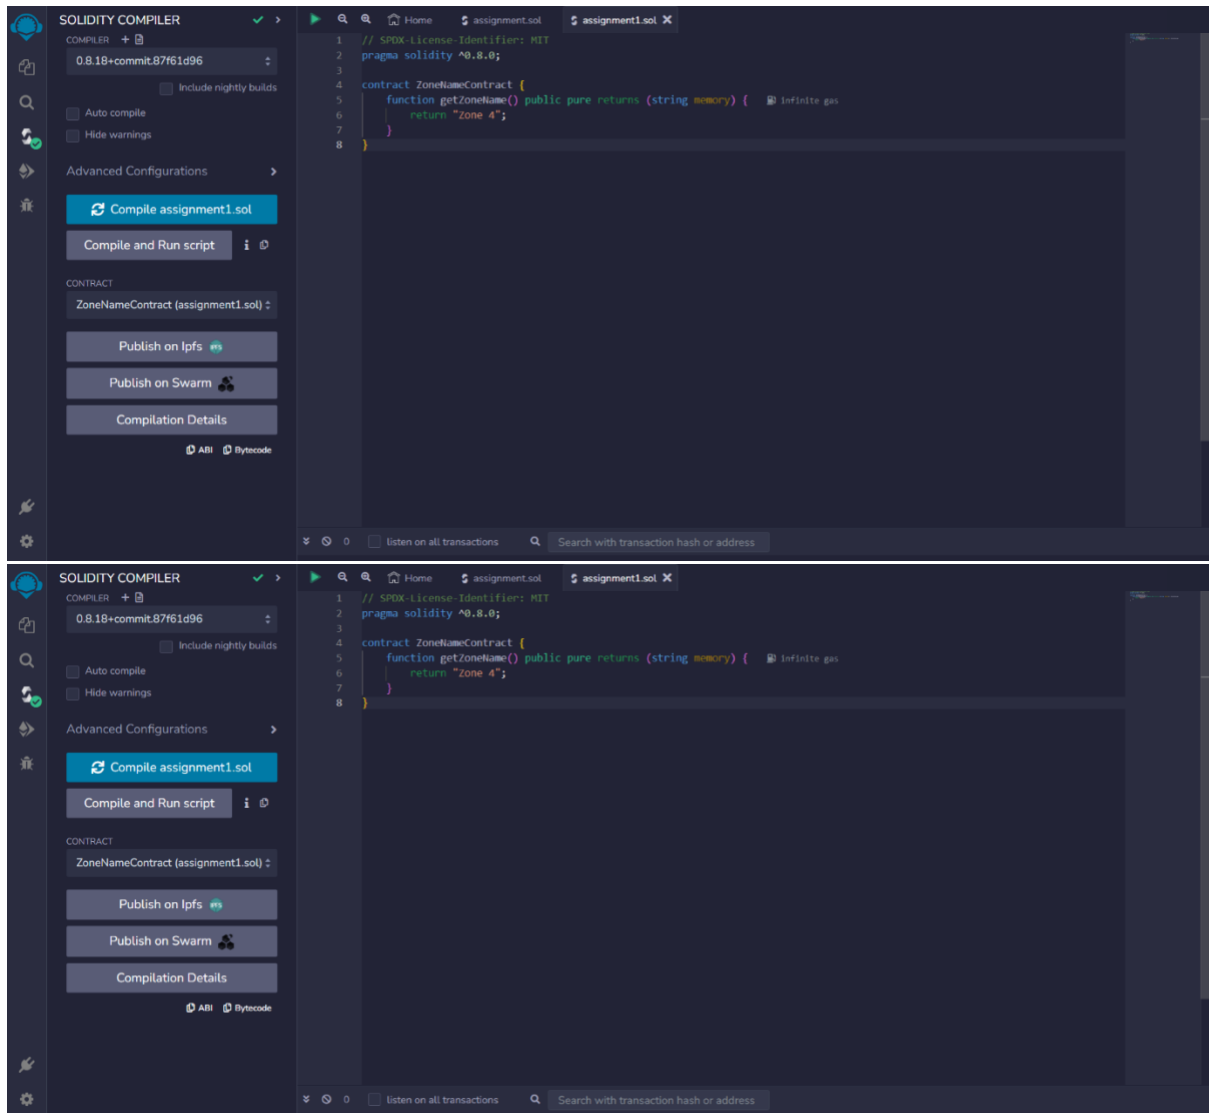 SOLIDITY COMPILER
COMPILER
0.8.18+commit.87f61d96
Include nightly builds
Auto compile
Hide warnings
Advanced Configurations
Compile assignment1.sol
Compile and Run script
CONTRACT
ZoneNameContract (assignment1.sol)
Publish on Ipfs
Publish on Swarm
Compilation Details
ABI Bytecode
Home assignment.sol assignment1.sol
1 // SPDX-License-Identifier: MIT
2 pragma solidity ^0.8.0;
3
4 contract ZoneNameContract {
5 function getZoneName() public pure returns (string memory) { infinite gas
6 return "Zone 4";
7 }
8 }
0 listen on all transactions Search with transaction hash or address
SOLIDITY COMPILER
COMPILER
0.8.18+commit.87f61d96
Include nightly builds
Auto compile
Hide warnings
Advanced Configurations
Compile assignment1.sol
Compile and Run script
CONTRACT
ZoneNameContract (assignment1.sol)
Publish on Ipfs
Publish on Swarm
Compilation Details
ABI Bytecode
Home assignment.sol assignment1.sol
1 // SPDX-License-Identifier: MIT
2 pragma solidity ^0.8.0;
3
4 contract ZoneNameContract {
5 function getZoneName() public pure returns (string memory) { infinite gas
6 return "Zone 4";
7 }
8 }
0 listen on all transactions Search with transaction hash or address